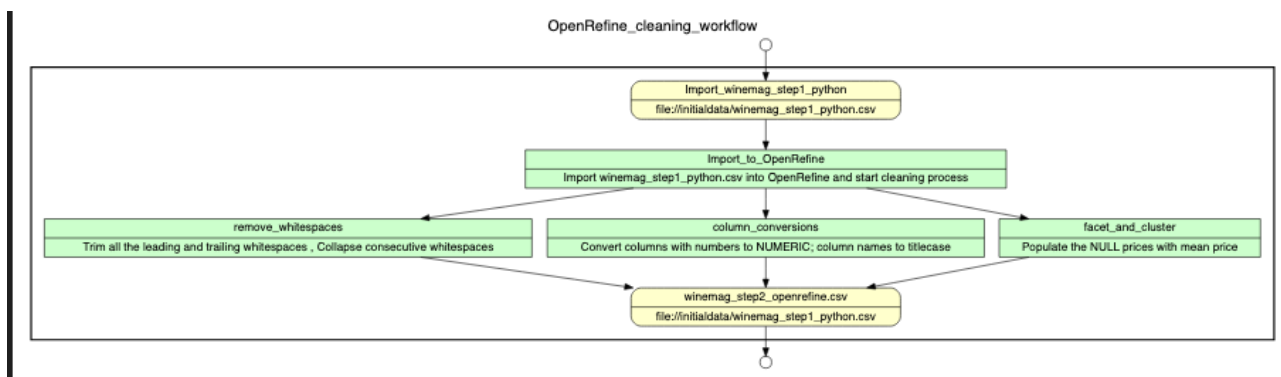 OpenRefine_cleaning_workflow
Import_winemag_step1_python
file://initialdata/winemag_step1_python.csv
Import_to_OpenRefine
Import winemag_step1_python.csv into OpenRefine and start cleaning process
remove_whitespaces
Trim all the leading and trailing whitespaces , Collapse consecutive whitespaces
column_conversions
Convert columns with numbers to NUMERIC; column names to titlecase
facet_and_cluster
Populate the NULL prices with mean price
winemag_step2_openrefine.csv
file://initialdata/winemag_step1_python.csv